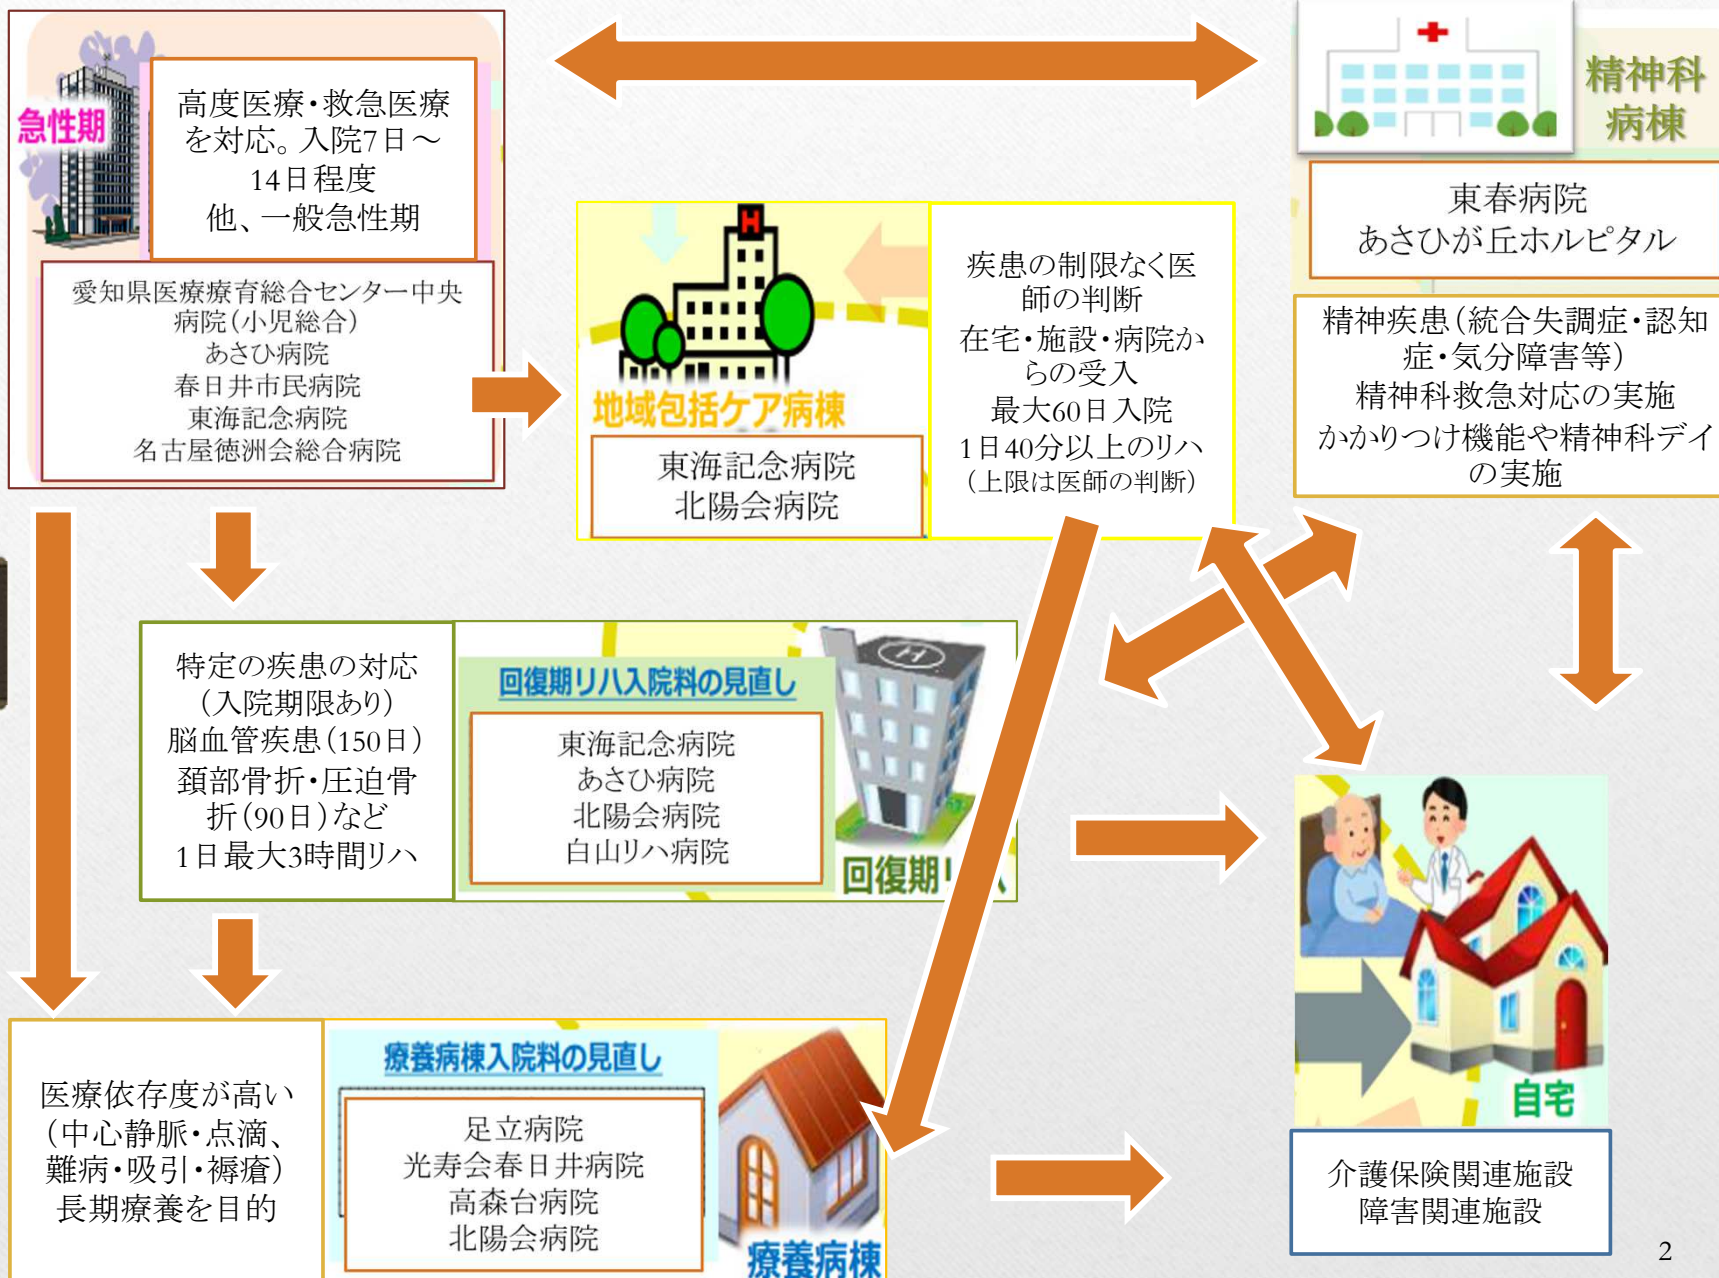 急性期
高度医療・救急医療
を対応。入院7日～
14日程度
他、一般急性期
愛知県医療療育総合センター中央
病院（小児総合）
あさひ病院
春日井市民病院
東海記念病院
名古屋徳洲会総合病院
H
地域包括ケア病棟
東海記念病院
北陽会病院
疾患の制限なく医
師の判断
在宅・施設・病院か
らの受入
最大60日入院
1日40分以上のリハ
（上限は医師の判断）
精神科
病棟
東春病院
あさひが丘ホルピタル
精神疾患（統合失調症・認知
症・気分障害等）
精神科救急対応の実施
かかりつけ機能や精神科デイ
の実施
特定の疾患の対応
（入院期限あり）
脳血管疾患（150日）
頚部骨折・圧迫骨
折（90日）など
1日最大3時間リハ
回復期リハ入院料の見直し
東海記念病院
あさひ病院
北陽会病院
白山リハ病院
H
回復期リハ
医療依存度が高い
（中心静脈・点滴、
難病・吸引・褥瘡）
長期療養を目的
療養病棟入院料の見直し
足立病院
光寿会春日井病院
高森台病院
北陽会病院
療養病棟
自宅
介護保険関連施設
障害関連施設
2